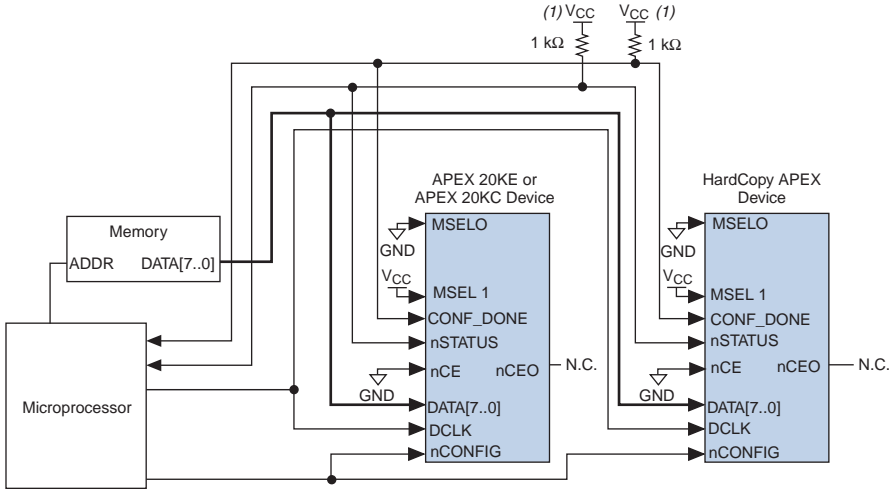 (1) VCC VCC (1)
1 kΩ 1 kΩ
APEX 20KE or
APEX 20KC Device
HardCopy APEX
Device
Memory
ADDR DATA[7..0]
Microprocessor
MSELO
GND
VCC
MSEL 1
CONF_DONE
nSTATUS
nCE nCEO N.C.
GND
DATA[7..0]
DCLK
nCONFIG
MSELO
GND
VCC
MSEL 1
CONF_DONE
nSTATUS
nCE nCEO N.C.
GND
DATA[7..0]
DCLK
nCONFIG